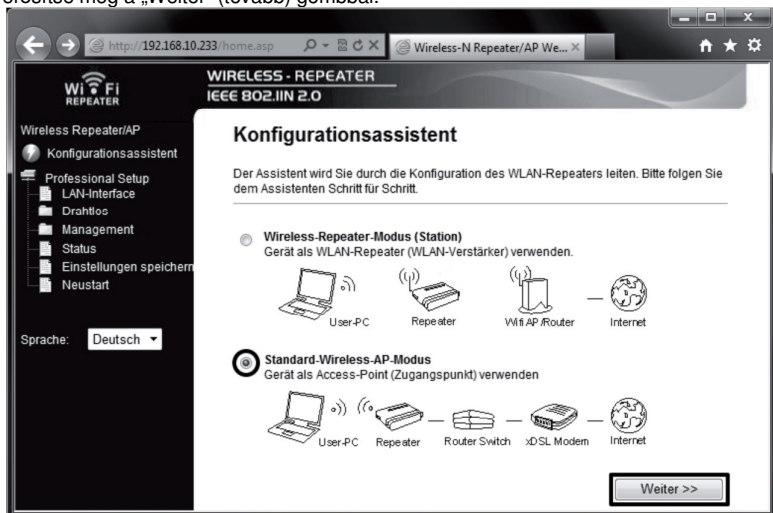 erősítse meg a „Weiter” (tovább) gombbal.
http://192.168.10.233/home.asp
Wireless-N Repeater/AP We...
Wi Fi
REPEATER
WIRELESS - REPEATER
IEEE 802.11N 2.0
Wireless Repeater/AP
Konfigurationsassistent
Professional Setup
LAN-Interface
Drahtlos
Management
Status
Einstellungen speichern
Neustart
Sprache: Deutsch
Konfigurationsassistent
Der Assistent wird Sie durch die Konfiguration des WLAN-Repeaters leiten. Bitte folgen Sie
dem Assistenten Schritt für Schritt.
Wireless-Repeater-Modus (Station)
Gerät als WLAN-Repeater (WLAN-Verstärker) verwenden.
User-PC Repeater Wifi AP/Router Internet
Standard-Wireless-AP-Modus
Gerät als Access-Point (Zugangspunkt) verwenden
User-PC Repeater Router Switch xDSL Modem Internet
Weiter >>